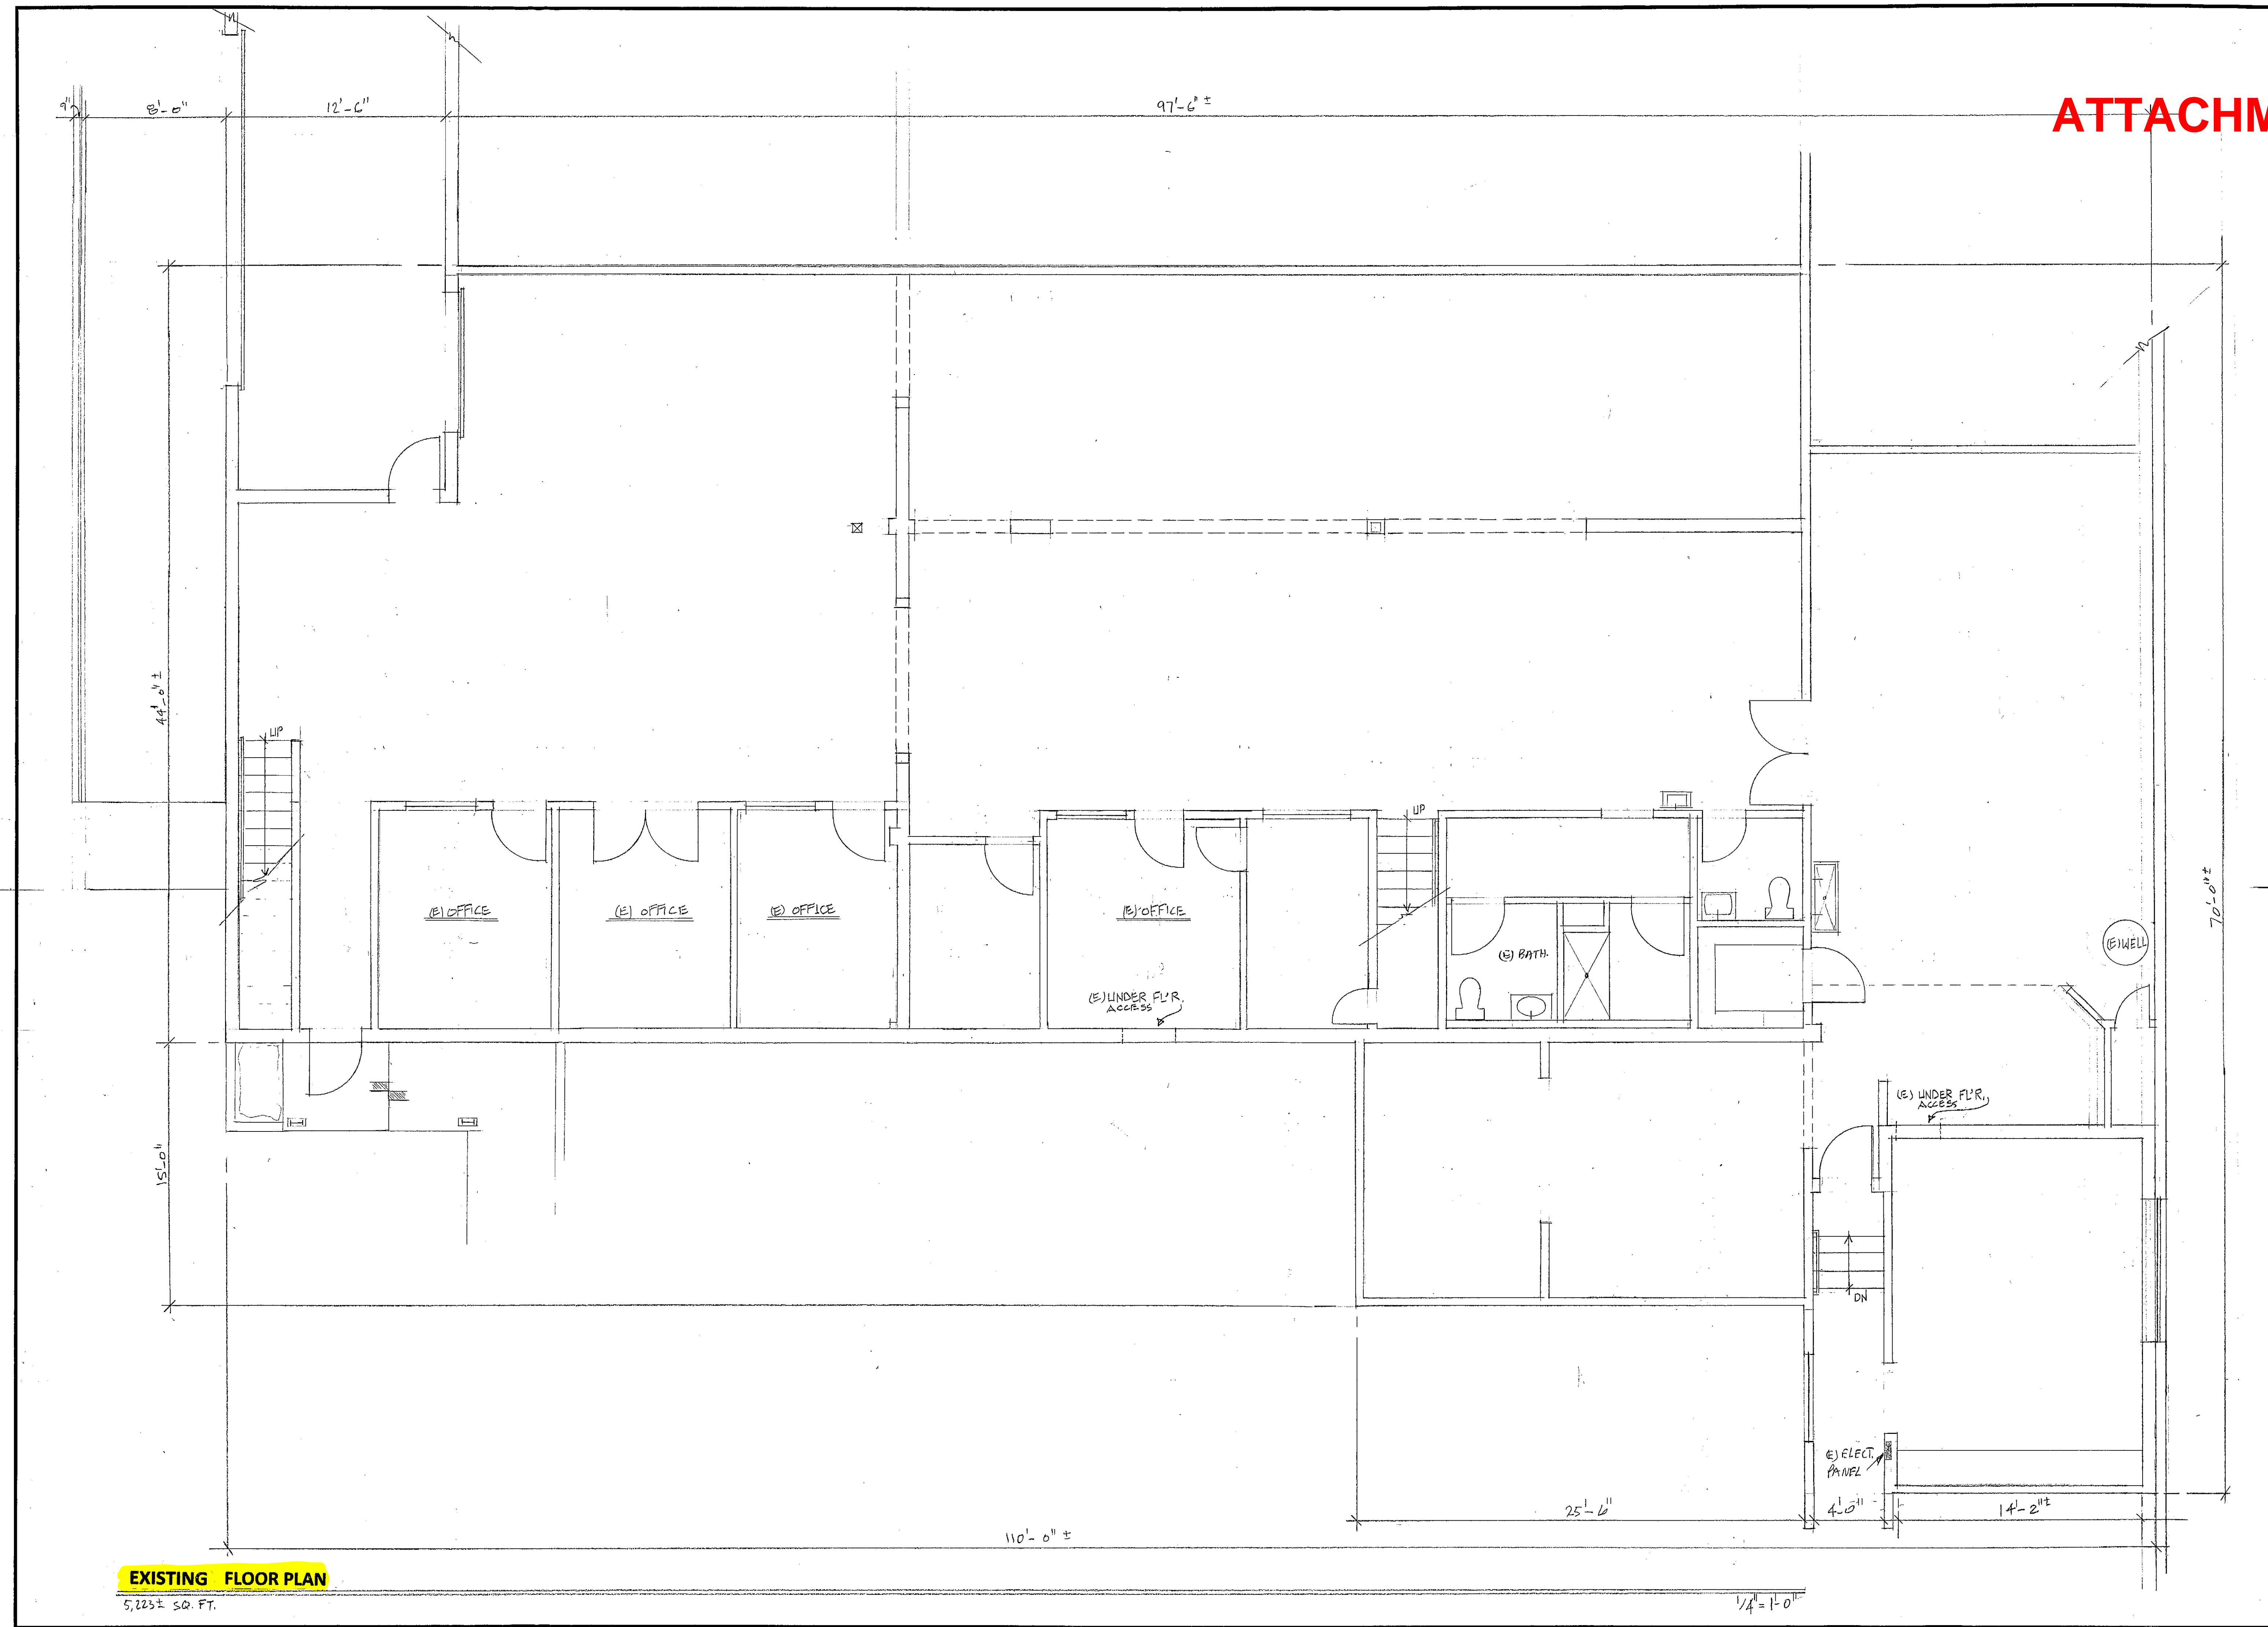 9" 8'-0" 12'-6" 97'-6" ±
ATTACHM
44'-0" ±
UP
UP
(E) OFFICE (E) OFFICE (E) OFFICE (E) OFFICE
(E) BATH.
(E) WELL
70'-0" ±
(E) UNDER FL'R.
ACCESS
(E) UNDER FL'R.
ACCESS
15'-0"
DN
(E) ELECT.
PANEL
25'-6" 4'-0" 14'-2" ±
110'-0" ±
EXISTING FLOOR PLAN
5,223± SQ. FT.
1/4" = 1'-0"